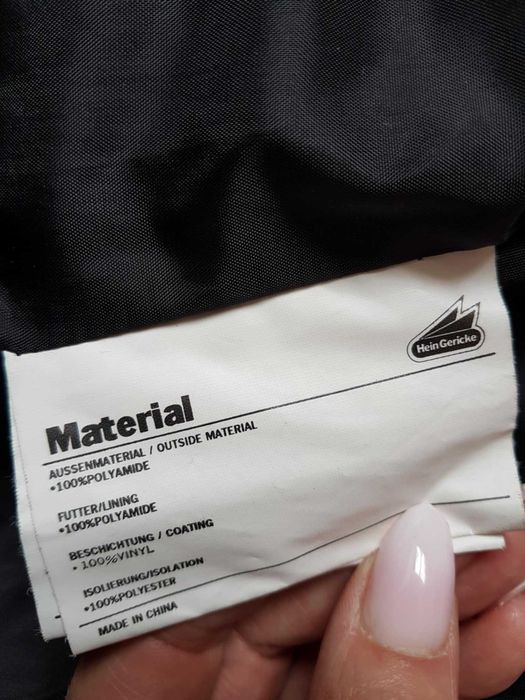 Hein Gericke
Material
AUSSENMATERIAL / OUTSIDE MATERIAL
•100%POLYAMIDE
FUTTER/LINING
•100%POLYAMIDE
BESCHICHTUNG / COATING
• 100%VINYL
ISOLIERUNG/ISOLATION
•100%POLYESTER
MADE IN CHINA